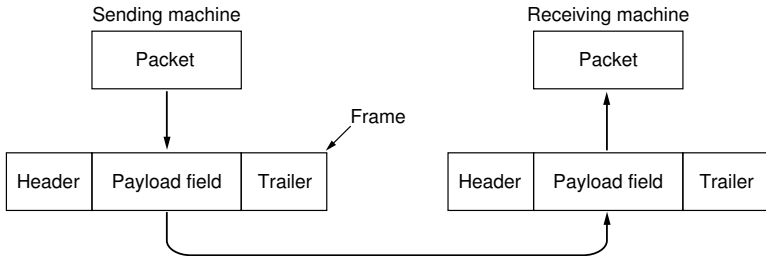 Sending machine
Receiving machine
Packet
Packet
Frame
Header Payload field Trailer
Header Payload field Trailer